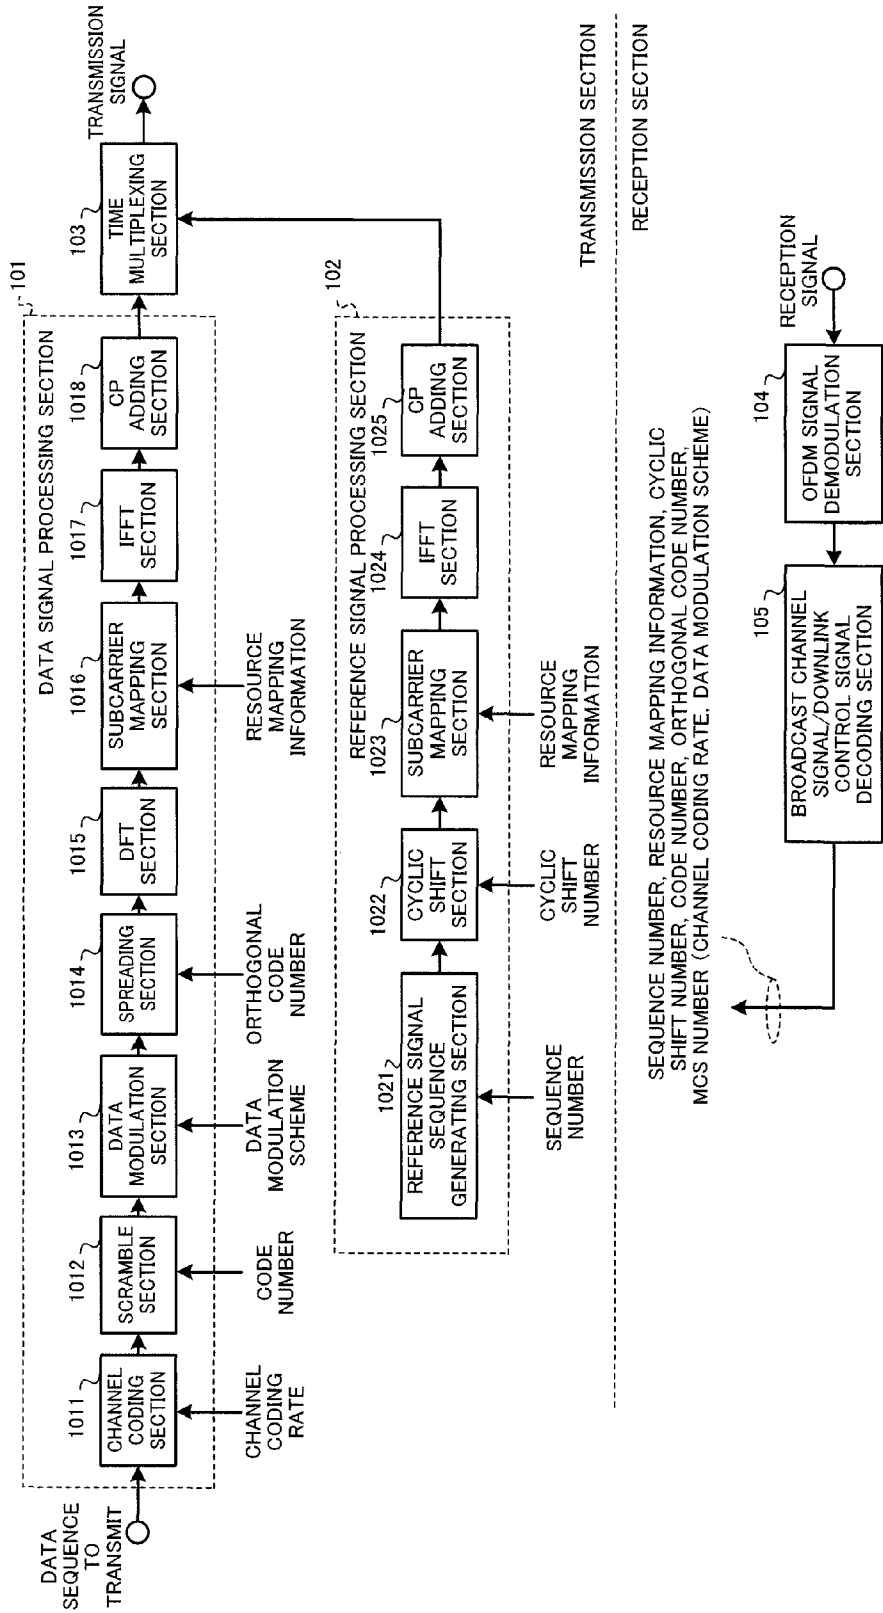 DATA
SEQUENCE
TO
TRANSMIT
101
DATA SIGNAL PROCESSING SECTION
1011
CHANNEL
CODING
SECTION
CHANNEL
CODING
RATE
1012
SCRAMBLE
SECTION
CODE
NUMBER
1013
DATA
MODULATION
SECTION
DATA
MODULATION
SCHEME
1014
SPREADING
SECTION
ORTHOGONAL
CODE
NUMBER
1015
DFT
SECTION
1016
SUBCARRIER
MAPPING
SECTION
RESOURCE
MAPPING
INFORMATION
1017
IFFT
SECTION
1018
CP
ADDING
SECTION
103
TIME
MULTIPLEXING
SECTION
TRANSMISSION
SIGNAL
102
REFERENCE SIGNAL PROCESSING SECTION
1021
REFERENCE SIGNAL
SEQUENCE
GENERATING SECTION
SEQUENCE
NUMBER
1022
CYCLIC
SHIFT
SECTION
CYCLIC
SHIFT
NUMBER
1023
SUBCARRIER
MAPPING
SECTION
RESOURCE
MAPPING
INFORMATION
1024
IFFT
SECTION
1025
CP
ADDING
SECTION
TRANSMISSION SECTION
RECEPTION SECTION
SEQUENCE NUMBER, RESOURCE MAPPING INFORMATION, CYCLIC
SHIFT NUMBER, CODE NUMBER, ORTHOGONAL CODE NUMBER,
MCS NUMBER (CHANNEL CODING RATE, DATA MODULATION SCHEME)
105
BROADCAST CHANNEL
SIGNAL/DOWNLINK
CONTROL SIGNAL
DECODING SECTION
104
OFDM SIGNAL
DEMODULATION
SECTION
RECEPTION
SIGNAL